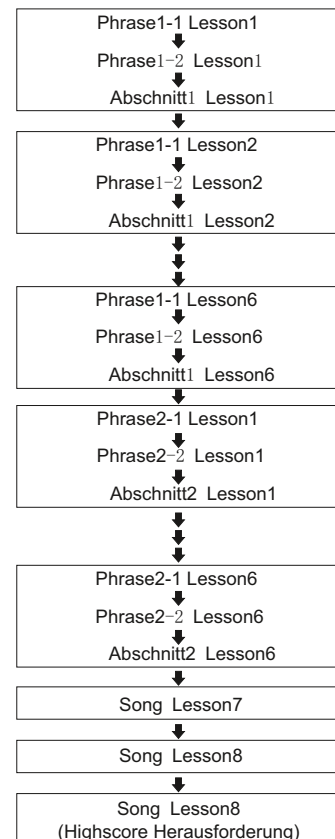 Phrase1-1 Lesson1
Phrase1-2 Lesson1
Abschnitt1 Lesson1
Phrase1-1 Lesson2
Phrase1-2 Lesson2
Abschnitt1 Lesson2
Phrase1-1 Lesson6
Phrase1-2 Lesson6
Abschnitt1 Lesson6
Phrase2-1 Lesson1
Phrase2-2 Lesson1
Abschnitt2 Lesson1
Phrase2-1 Lesson6
Phrase2-2 Lesson6
Abschnitt2 Lesson6
Song Lesson7
Song Lesson8
Song Lesson8
(Highscore Herausforderung)